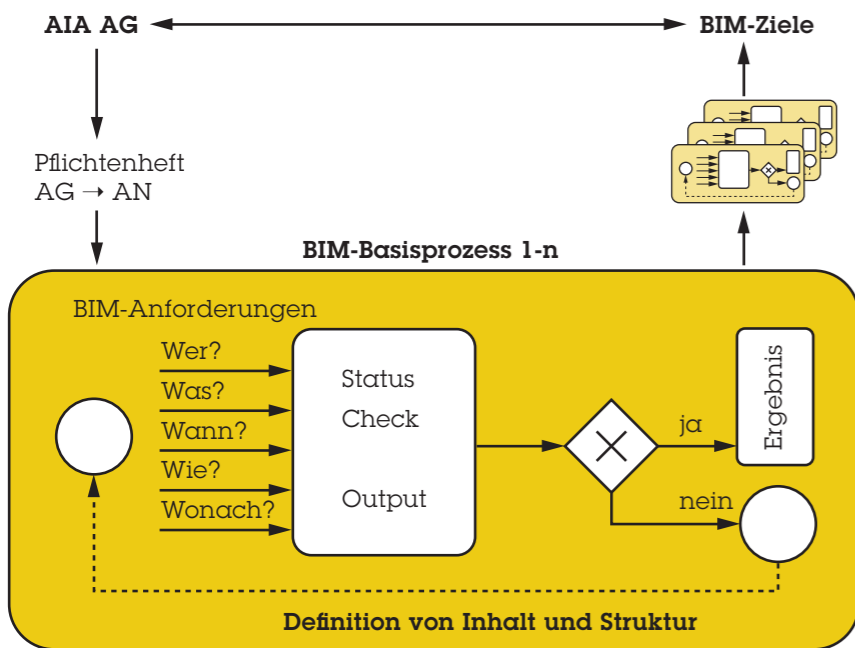 AIA AG
BIM-Ziele
Pflichtenheft
AG → AN
BIM-Basisprozess 1-n
BIM-Anforderungen
Wer?
Was?
Wann?
Wie?
Wonach?
Status
Check
Output
ja
nein
Ergebnis
Definition von Inhalt und Struktur